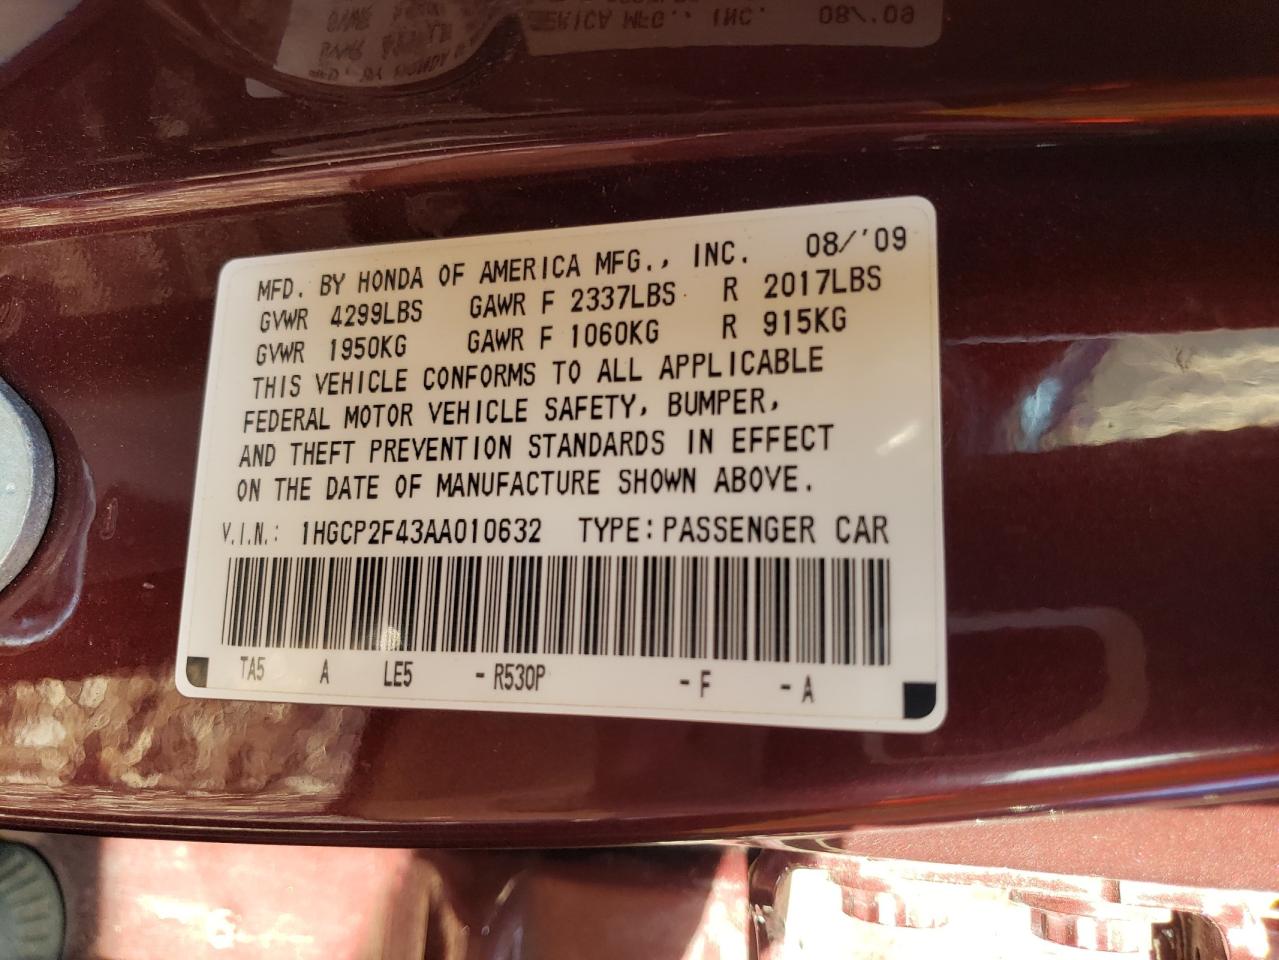 MFD. BY HONDA OF AMERICA MFG., INC. 08/'09
GVWR 4299LBS GAWR F 2337LBS R 2017LBS
GVWR 1950KG GAWR F 1060KG R 915KG
THIS VEHICLE CONFORMS TO ALL APPLICABLE
FEDERAL MOTOR VEHICLE SAFETY, BUMPER,
AND THEFT PREVENTION STANDARDS IN EFFECT
ON THE DATE OF MANUFACTURE SHOWN ABOVE.
V.I.N.: 1HGCP2F43AA010632 TYPE:PASSENGER CAR
TA5 A LE5 -R530P -F -A